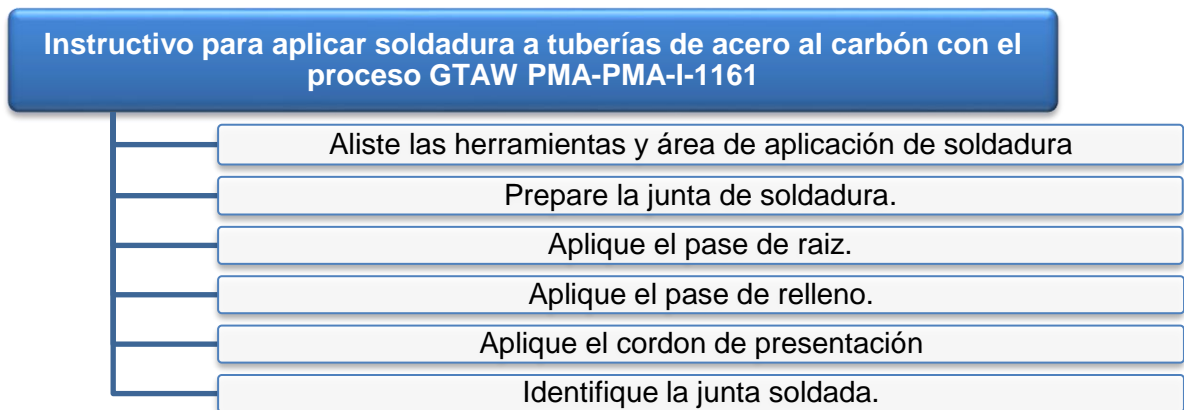 Instructivo para aplicar soldadura a tuberías de acero al carbón con el
proceso GTAW PMA-PMA-I-1161
Aliste las herramientas y área de aplicación de soldadura
Prepare la junta de soldadura.
Aplique el pase de raiz.
Aplique el pase de relleno.
Aplique el cordon de presentación
Identifique la junta soldada.